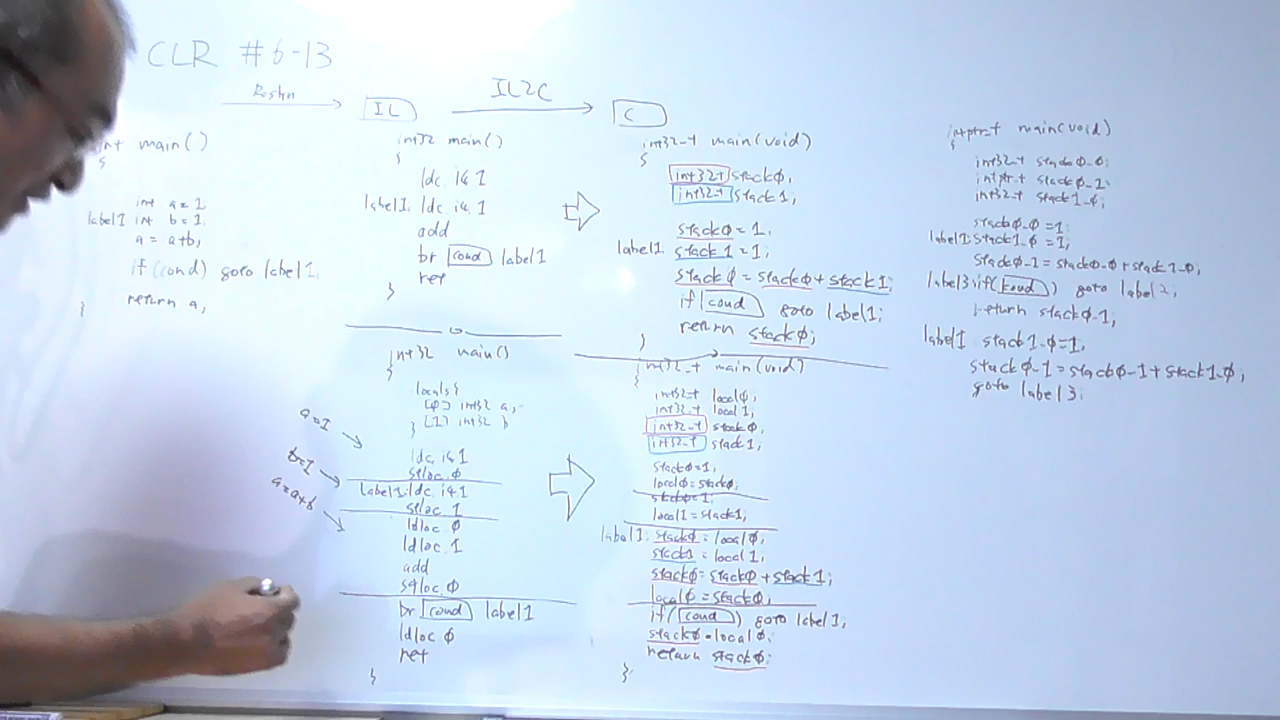 CLR #6-13
IL
IL2C
C
int main()
{
int a=1
label1 int b=1;
a = a+b,
if(cond) goto label1,
return a,
}
int32 main()
{
ldc.i4 1
label1: ldc.i4 1
add
br cond label1
ret
}
int32_t main(void)
{
int32_t stack0,
int32_t stack1,
stack0 = 1,
label1. stack1 = 1;
stack0 = stack0 + stack1;
if(cond) goto label1;
return stack0;
}
intptr_t main(void)
{
int32_t stack0_0;
intptr_t stack0_1;
int32_t stack1_0;
stack0_0 = 1;
label1: stack1_0 = 1;
stack0_1 = stack0_0 + stack1_0;
label3: if(cond) goto label2,
return stack0_1,
label1 stack1_0=1,
stack0_1 = stack0_1 + stack1_0;
goto label3;
int32 main()
{
locals{
[0] int32 a,
[1] int32 b
}
a=1
ldc.i4 1
stloc.0
b=1
label1: ldc.i4 1
stloc.1
a=a+b
ldloc 0
ldloc 1
add
stloc.0
br cond label1
ldloc 0
ret
}
int32_t main(void)
{
int32_t local0,
int32_t local1,
int32_t stack0,
int32_t stack1,
stack0=1,
local0=stack0,
stack0=1;
local1=stack1,
label1: stack0 = local0,
stack1 = local1,
stack0 = stack0 + stack1;
local0 = stack0,
if(cond) goto label1,
stack0 = local0,
return stack0;
}